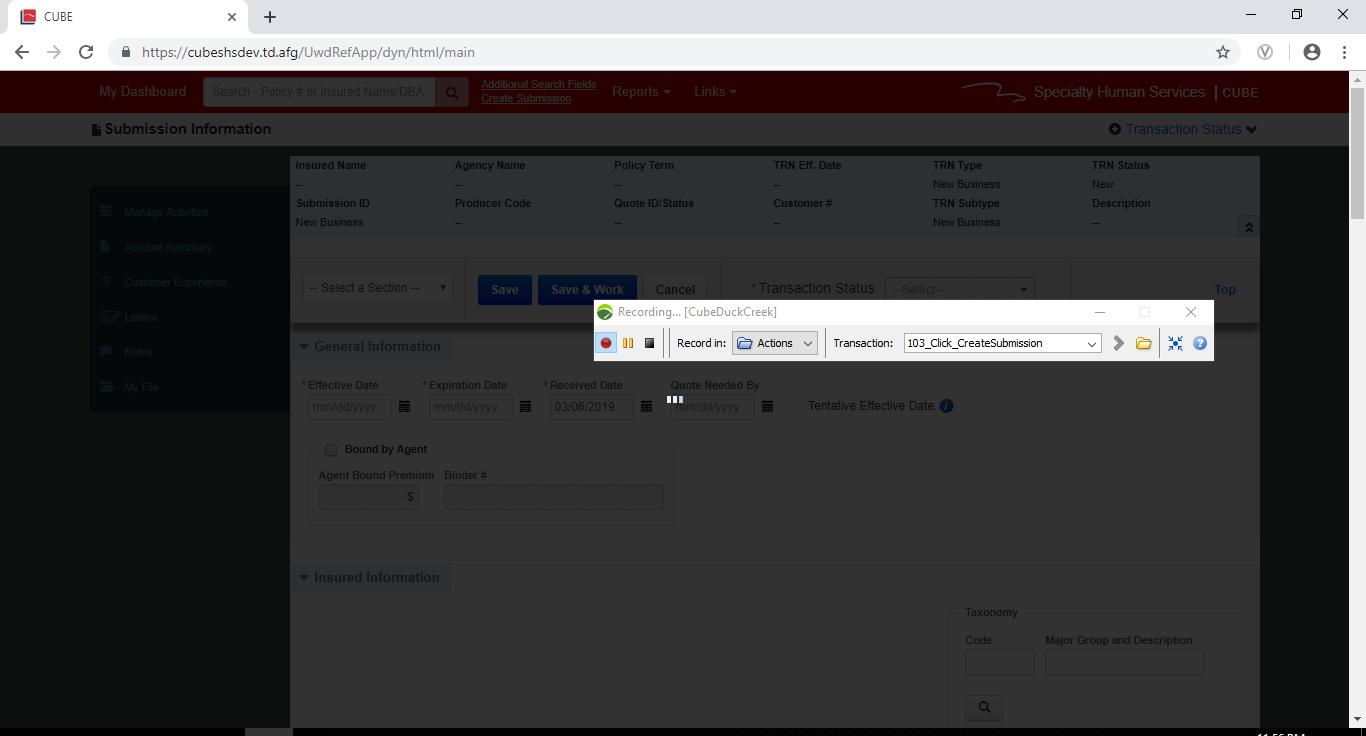 CUBE
https://cubeshsdev.td.afg/UwdRefApp/dyn/html/main
My Dashboard
Search - Policy # or Insured Name/DBA
Additional Search Fields
Create Submission
Reports
Links
Specialty Human Services | CUBE
Submission Information
Transaction Status
Insured Name Agency Name Policy Term TRN Eff. Date TRN Type TRN Status
-- -- -- -- New Business New
Submission ID Producer Code Quote ID/Status Customer # TRN Subtype Description
New Business -- -- -- New Business --
Manage Activities
Account Summary
Customer Experience
Letters
Notes
My File
-- Select a Section -- Save Save & Work Cancel * Transaction Status --Select-- Top
Recording... [CubeDuckCreek]
Record in: Actions Transaction: 103_Click_CreateSubmission
General Information
* Effective Date * Expiration Date * Received Date Quote Needed By
mm/dd/yyyy mm/dd/yyyy 03/06/2019 mm/dd/yyyy Tentative Effective Date.
Bound by Agent
Agent Bound Premium Binder #
$
Insured Information
Taxonomy
Code Major Group and Description